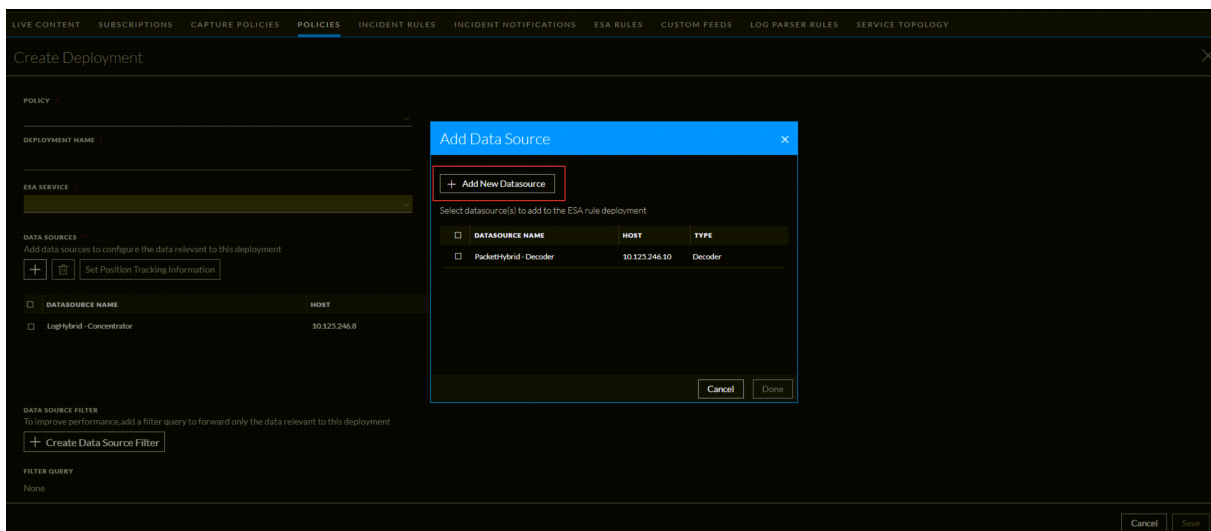 LIVE CONTENT SUBSCRIPTIONS CAPTURE POLICIES POLICIES INCIDENT RULES INCIDENT NOTIFICATIONS ESA RULES CUSTOM FEEDS LOG PARSER RULES SERVICE TOPOLOGY
Create Deployment
POLICY *
DEPLOYMENT NAME *
ESA SERVICE *
DATA SOURCES *
Add data sources to configure the data relevant to this deployment
Set Position Tracking Information
DATASOURCE NAME HOST
LogHybrid - Concentrator 10.125.246.8
DATA SOURCE FILTER
To improve performance,add a filter query to forward only the data relevant to this deployment
+ Create Data Source Filter
FILTER QUERY
None
Add Data Source
+ Add New Datasource
Select datasource(s) to add to the ESA rule deployment
DATASOURCE NAME HOST TYPE
PacketHybrid - Decoder 10.125.246.10 Decoder
Cancel Done
Cancel Save